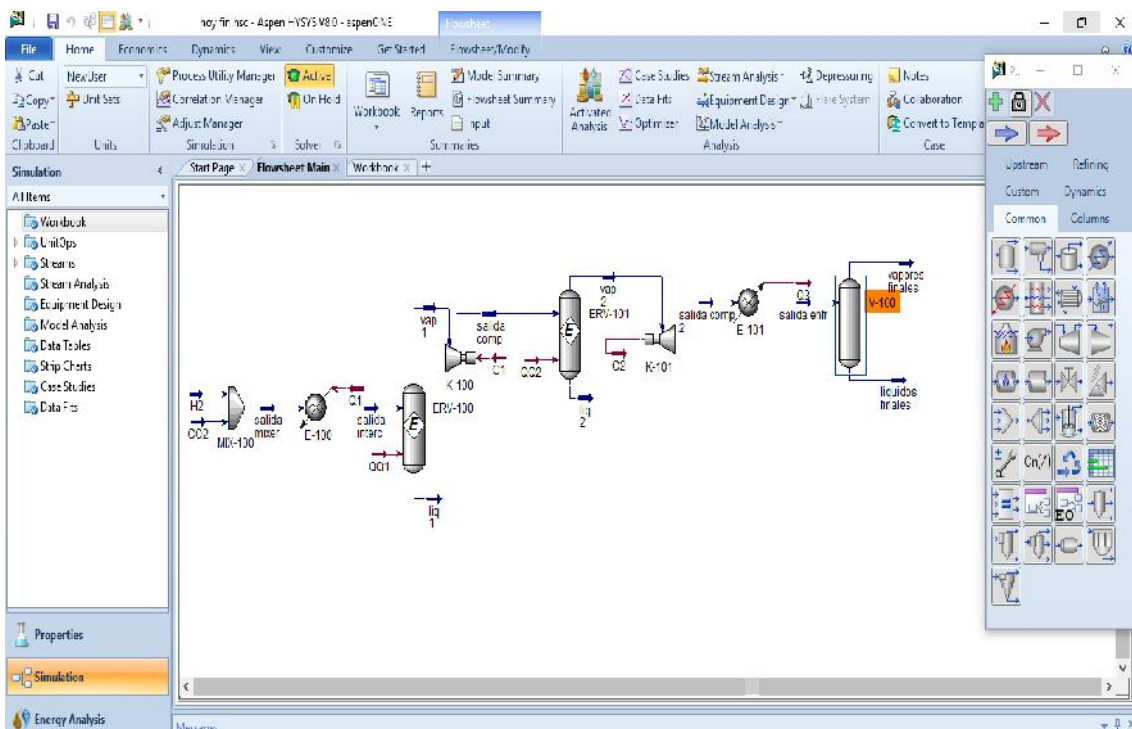 hoy fin.hsc - Aspen HYSYS V8.0 - aspenONE
Flowsheet
File Home Economics Dynamics View Customize Get Started Flowsheet/Modify
Cut
Copy
Paste
Clipboard
NewUser
Unit Sets
Units
Process Utility Manager
Correlation Manager
Adjust Manager
Simulation
Active
On Hold
Solver
Workbook
Reports
Model Summary
Flowsheet Summary
Input
Summaries
Activated
Analysis
Case Studies
Data Fits
Optimizer
Stream Analysis
Equipment Design
Model Analysis
Depressuring
Flare System
Analysis
Notes
Collaboration
Convert to Templa
Case
Simulation
All Items
Workbook
UnitOps
Streams
Stream Analysis
Equipment Design
Model Analysis
Data Tables
Strip Charts
Case Studies
Data Fits
Properties
Simulation
Energy Analysis
Start Page
Flowsheet Main
Workbook
H2
CO2
MIX-100
salida
mixer
E-100
Q1
salida
interc
ERV-100
QQ1
liq
1
vap
1
K-100
salida
comp
QQ2
vap
2
ERV-101
E
E
liq
2
K-101
salida comp
2
E-101
Q3
salida enfr
V-100
vapores
finales
liquidos
finales
P...
Upstream Refining
Custom Dynamics
Common Columns
EO
Messages